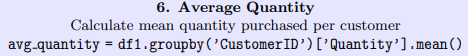 6. Average Quantity
Calculate mean quantity purchased per customer
avg_quantity = df1.groupby('CustomerID')['Quantity'].mean()